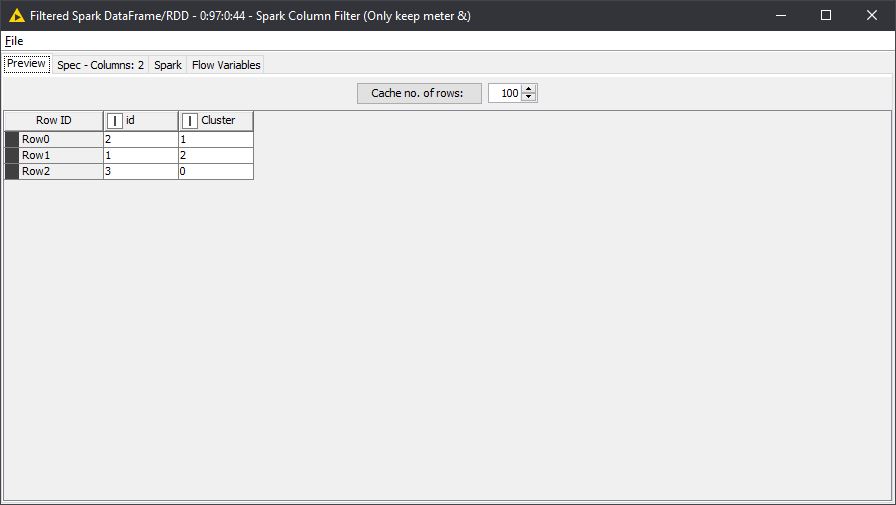 Filtered Spark DataFrame/RDD - 0:97:0:44 - Spark Column Filter (Only keep meter &)
File
Preview Spec - Columns: 2 Spark Flow Variables
Cache no. of rows: 100
Row ID I id I Cluster
Row0 2 1
Row1 1 2
Row2 3 0